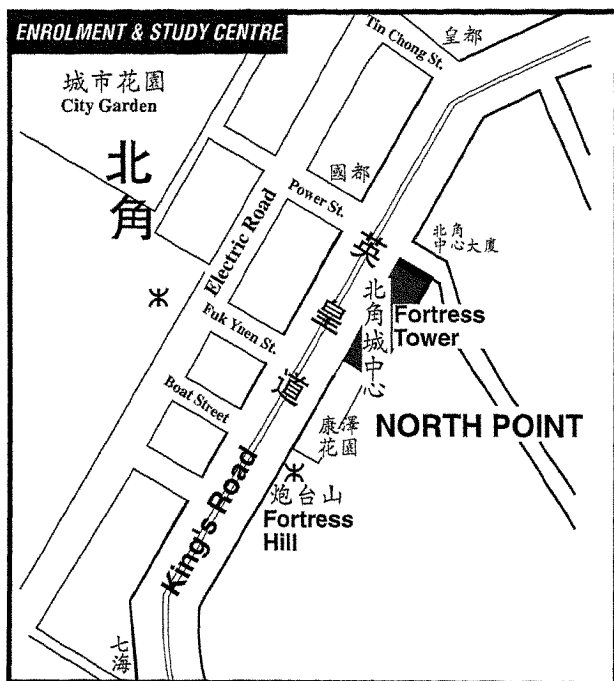 ENROLMENT & STUDY CENTRE
Tin Chong St.
皇都
城市花園
City Garden
北角
國都
Power St.
Electric Road
英皇道
北角
中心大廈
Fortress
Tower
北角城中心
Fuk Yuen St.
Boat Street
康澤
花園
NORTH POINT
King's Road
炮台山
Fortress
Hill
七海